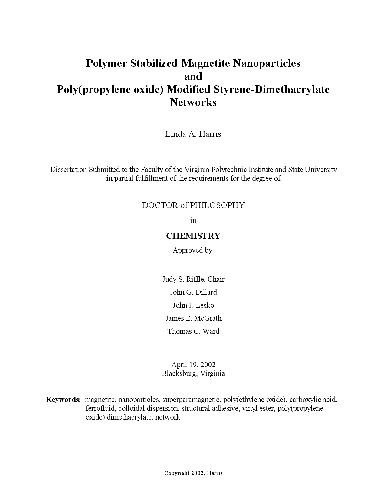 Polymer Stabilized Magnetite Nanoparticles
and
Poly(propylene oxide) Modified Styrene-Dimethacrylate
Networks
Linda A. Harris
Dissertation Submitted to the Faculty of the Virginia Polytechnic Institute and State University
in partial fulfillment of the requirements for the degree of
DOCTOR of PHILOSOPHY
in
CHEMISTRY
Approved by
Judy S. Riffle, Chair
John G. Dillard
John J. Lesko
James E. McGrath
Thomas C. Ward
April 19, 2002
Blacksburg, Virginia
Keywords: magnetite, nanoparticles, superparamagnetic, poly(ethylene oxide), carboxylic acid,
ferrofluid, colloidal dispersion, structural adhesive, vinyl ester, poly(propylene
oxide) dimethacrylate, network
Copyright 2002, Harris